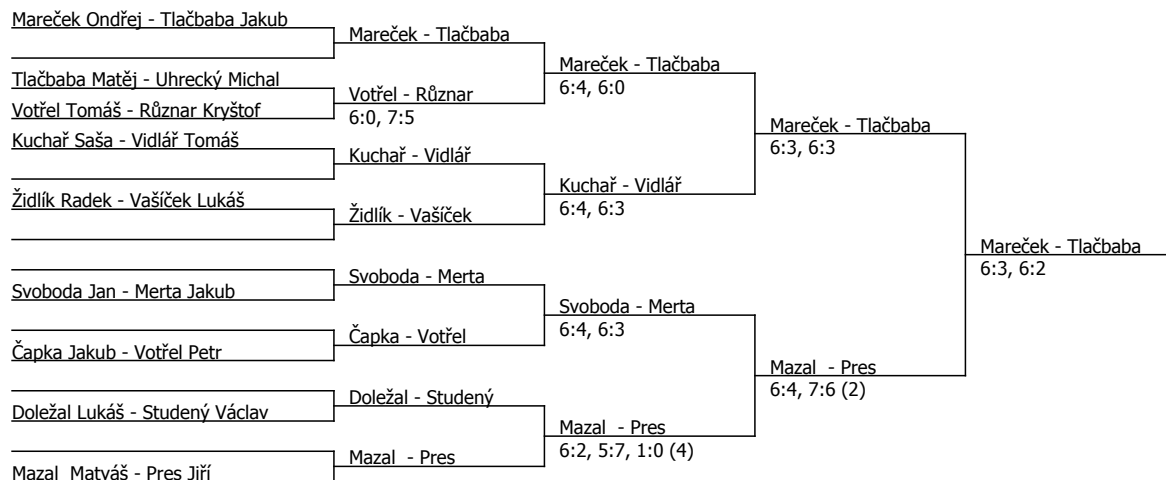 Mareček Ondřej - Tlačbaba Jakub
Mareček - Tlačbaba
Mareček - Tlačbaba
6:4, 6:0
Tlačbaba Matěj - Uhrecký Michal
Votřel - Různar
6:0, 7:5
Votřel Tomáš - Různar Kryštof
Mareček - Tlačbaba
6:3, 6:3
Kuchař Saša - Vidlář Tomáš
Kuchař - Vidlář
Kuchař - Vidlář
6:4, 6:3
Židlík Radek - Vašíček Lukáš
Židlík - Vašíček
Mareček - Tlačbaba
6:3, 6:2
Svoboda - Merta
Svoboda Jan - Merta Jakub
Svoboda - Merta
6:4, 6:3
Čapka - Votřel
Čapka Jakub - Votřel Petr
Mazal - Pres
6:4, 7:6 (2)
Doležal - Studený
Doležal Lukáš - Studený Václav
Mazal - Pres
6:2, 5:7, 1:0 (4)
Mazal - Pres
Mazal Matyáš - Pres Jiří